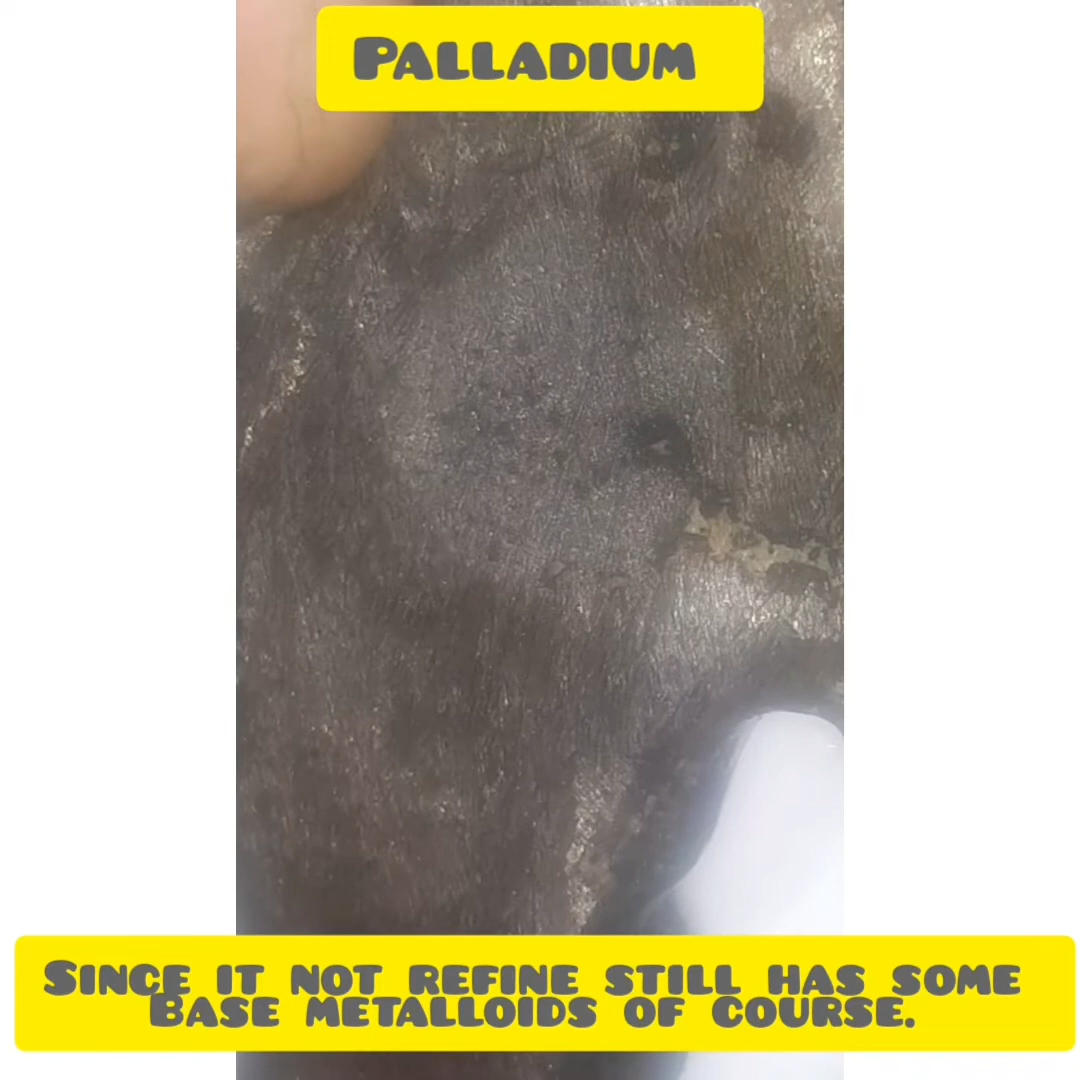 Palladium
Since it not refine still has some
Base metalloids of course.